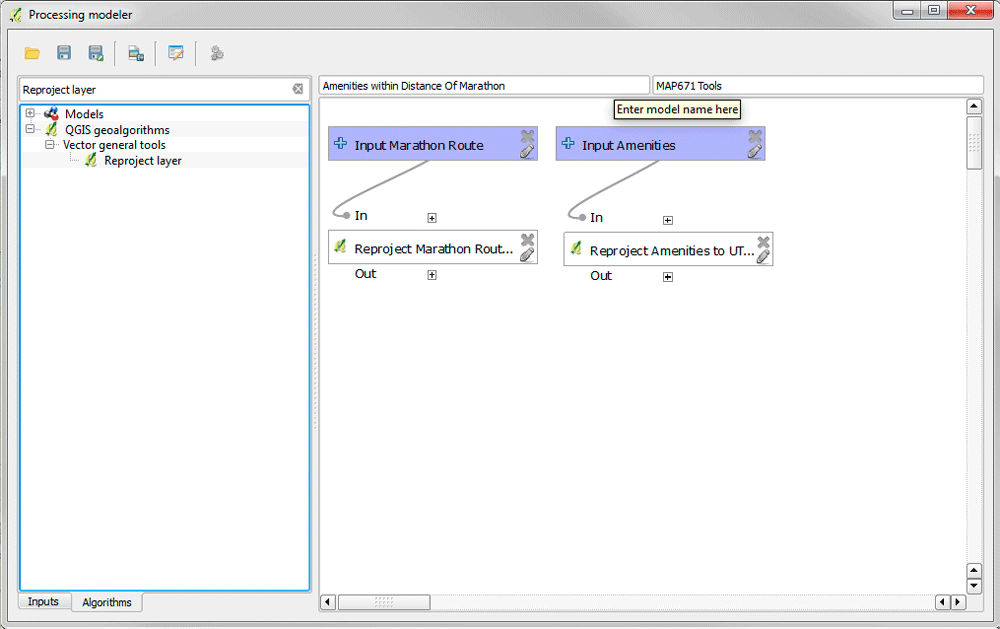 Processing modeler
Reproject layer
Models
QGIS geoalgorithms
Vector general tools
Reproject layer
Inputs
Algorithms
Amenities within Distance Of Marathon
MAP671 Tools
Enter model name here
Input Marathon Route
Input Amenities
In
In
Reproject Marathon Rout...
Reproject Amenities to UT...
Out
Out